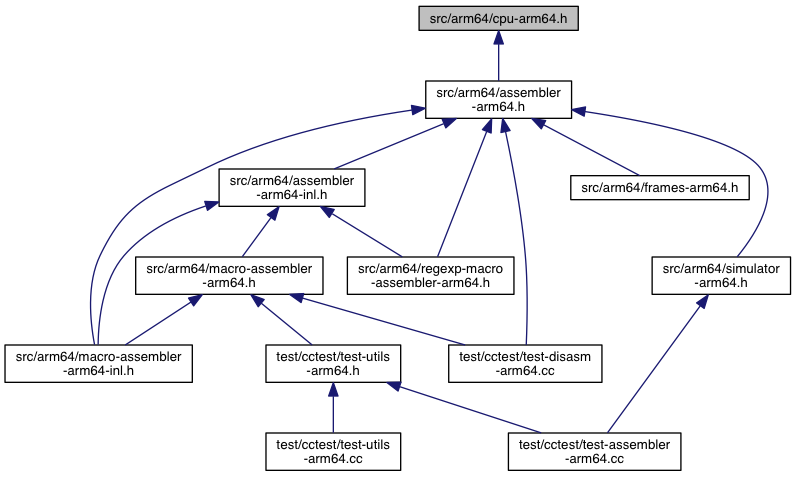 src/arm64/cpu-arm64.h
src/arm64/assembler
-arm64.h
src/arm64/assembler
-arm64-inl.h
src/arm64/frames-arm64.h
src/arm64/macro-assembler
-arm64.h
src/arm64/regexp-macro
-assembler-arm64.h
src/arm64/simulator
-arm64.h
src/arm64/macro-assembler
-arm64-inl.h
test/cctest/test-utils
-arm64.h
test/cctest/test-disasm
-arm64.cc
test/cctest/test-utils
-arm64.cc
test/cctest/test-assembler
-arm64.cc